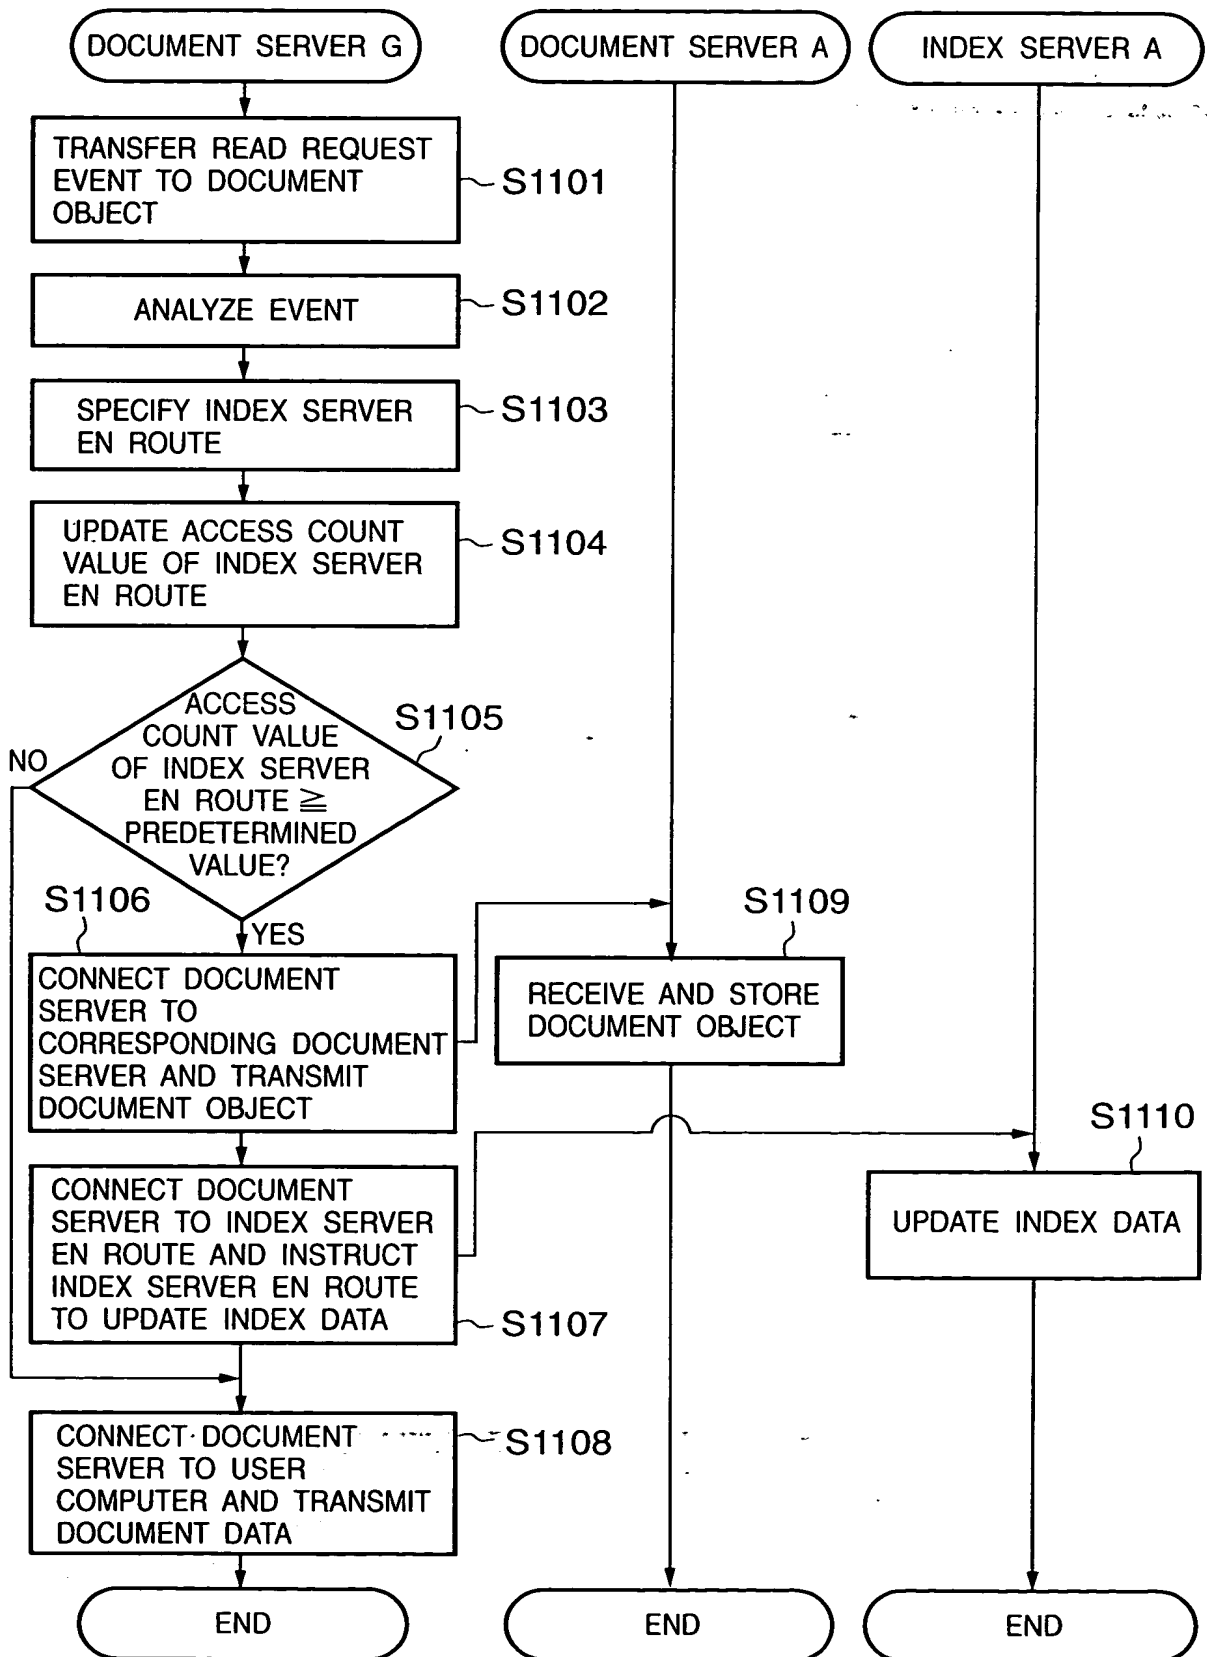 DOCUMENT SERVER G
DOCUMENT SERVER A
INDEX SERVER A
TRANSFER READ REQUEST
EVENT TO DOCUMENT
OBJECT
S1101
ANALYZE EVENT
S1102
SPECIFY INDEX SERVER
EN ROUTE
S1103
UPDATE ACCESS COUNT
VALUE OF INDEX SERVER
EN ROUTE
S1104
ACCESS
COUNT VALUE
OF INDEX SERVER
EN ROUTE ≧
PREDETERMINED
VALUE?
S1105
NO
YES
S1106
CONNECT DOCUMENT
SERVER TO
CORRESPONDING DOCUMENT
SERVER AND TRANSMIT
DOCUMENT OBJECT
S1109
RECEIVE AND STORE
DOCUMENT OBJECT
CONNECT DOCUMENT
SERVER TO INDEX SERVER
EN ROUTE AND INSTRUCT
INDEX SERVER EN ROUTE
TO UPDATE INDEX DATA
S1107
S1110
UPDATE INDEX DATA
CONNECT DOCUMENT
SERVER TO USER
COMPUTER AND TRANSMIT
DOCUMENT DATA
S1108
END
END
END